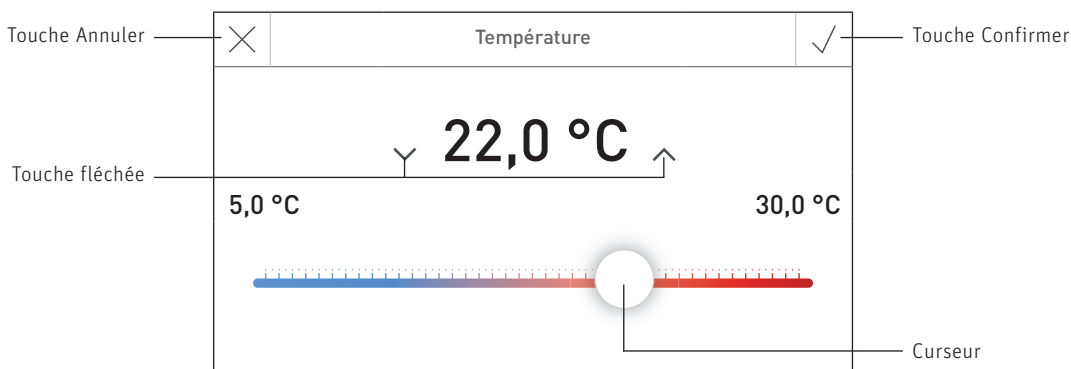 Touche Annuler
Température
Touche Confirmer
22,0 °C
Touche fléchée
5,0 °C
30,0 °C
Curseur